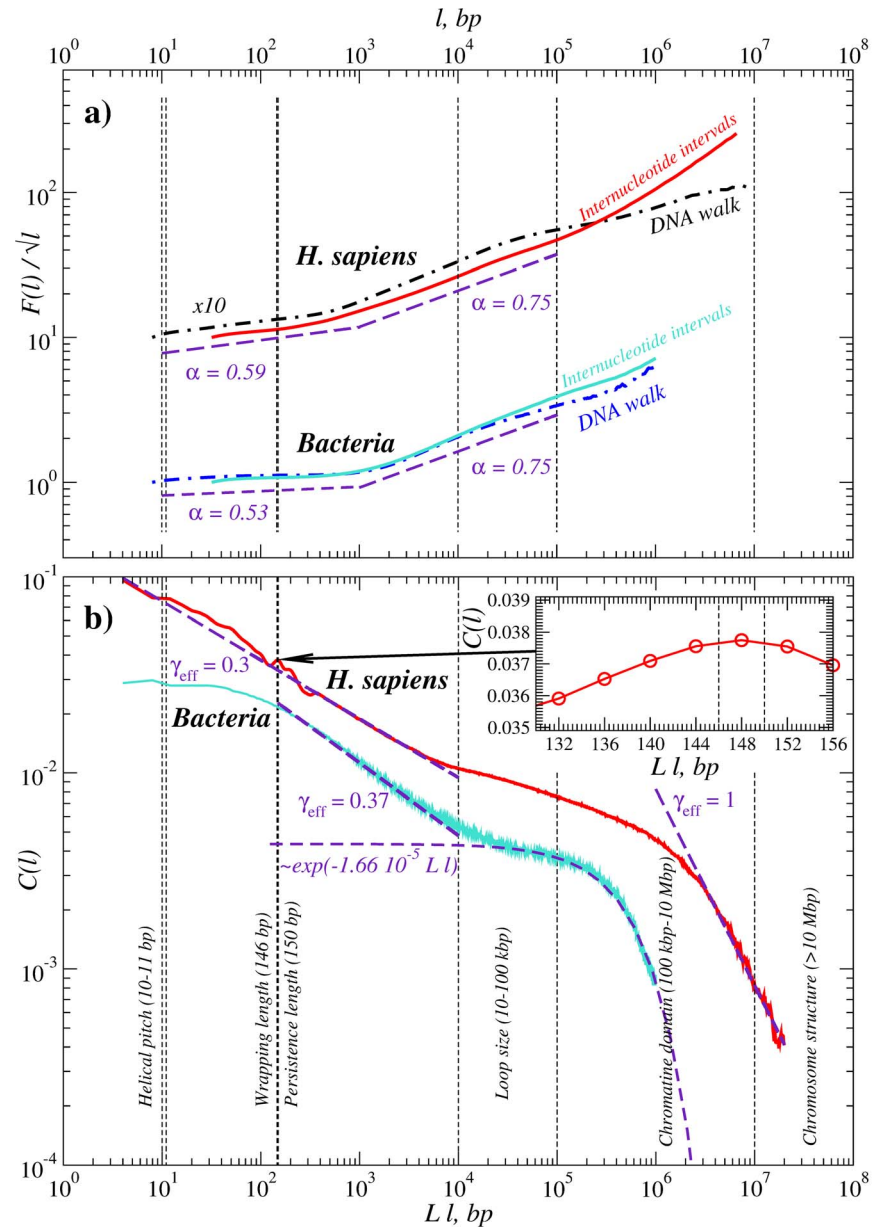 l, bp
10^0 10^1 10^2 10^3 10^4 10^5 10^6 10^7 10^8
a)
Internucleotide intervals
10^2
DNA walk
H. sapiens
F(l) / √l
x10
α = 0.75
10^1
α = 0.59
Internucleotide intervals
DNA walk
Bacteria
α = 0.75
10^0
α = 0.53
10^-1
b)
0.039
0.038
0.037
0.036
0.035
C(l)
132 136 140 144 148 152 156
L l, bp
γeff = 0.3
H. sapiens
Bacteria
10^-2
γeff = 1
γeff = 0.37
~exp(-1.66 10^-5 L l)
C(l)
10^-3
Helical pitch (10-11 bp)
Wrapping length (146 bp)
Persistence length (150 bp)
Loop size (10-100 kbp)
Chromatine domain (100 kbp-10 Mbp)
Chromosome structure (>10 Mbp)
10^-4
10^0 10^1 10^2 10^3 10^4 10^5 10^6 10^7 10^8
L l, bp